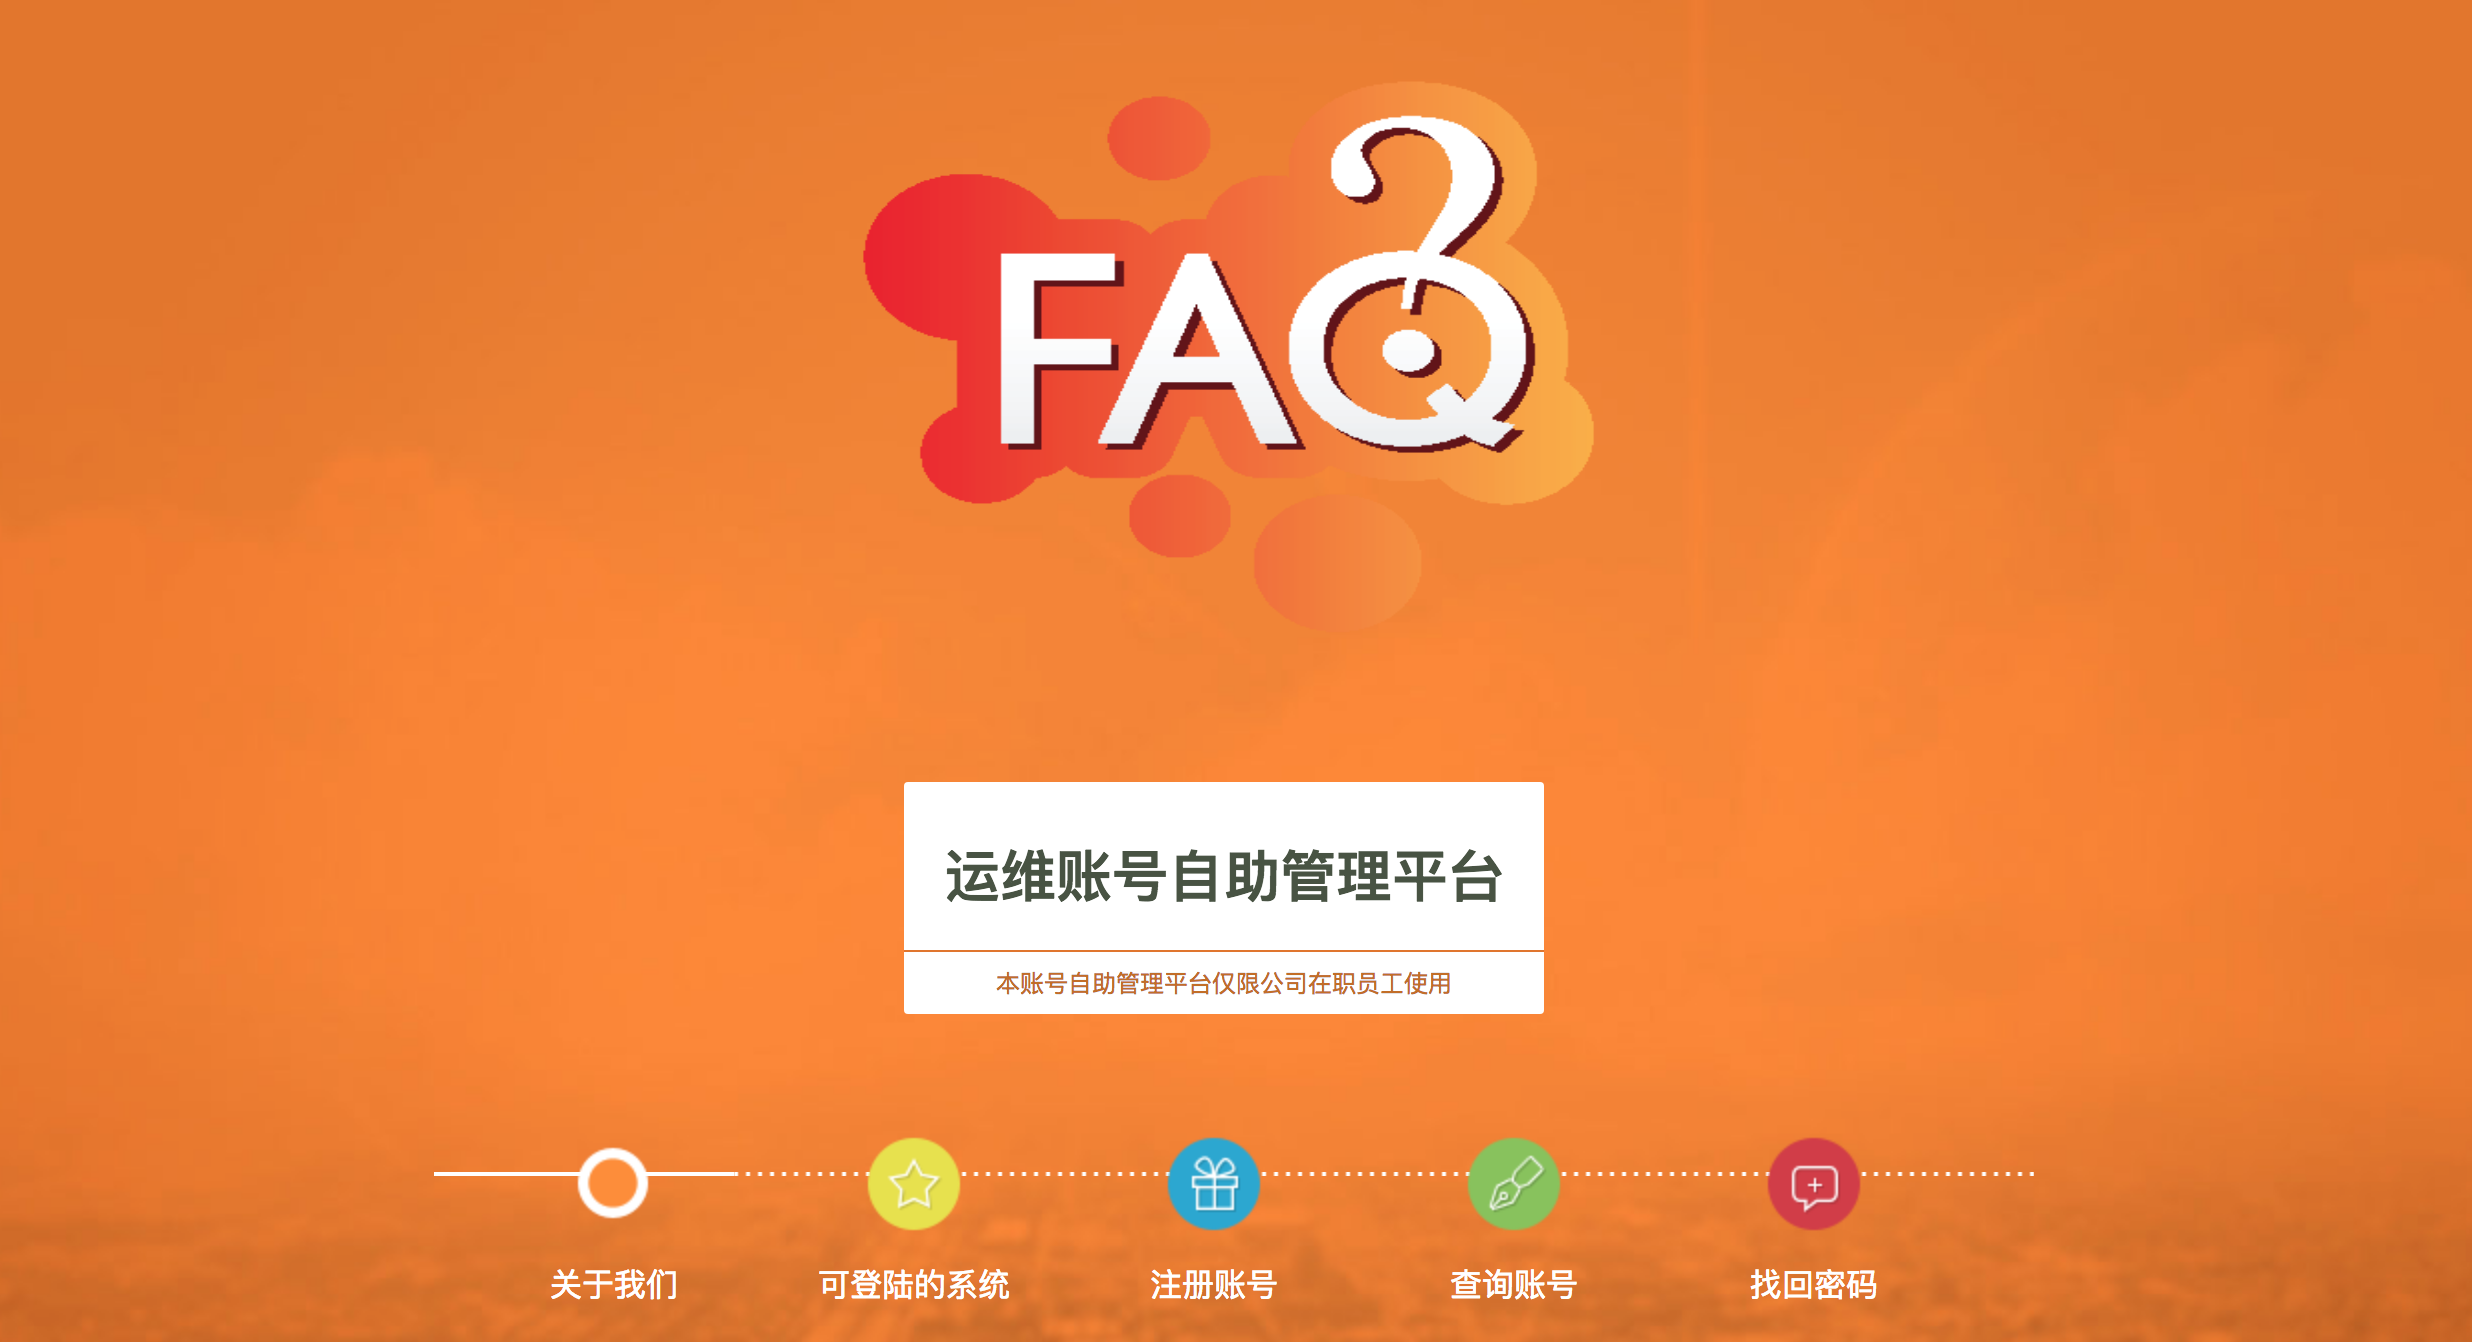 FAQ?
运维账号自助管理平台
本账号自助管理平台仅限公司在职员工使用
关于我们
可登陆的系统
注册账号
查询账号
找回密码